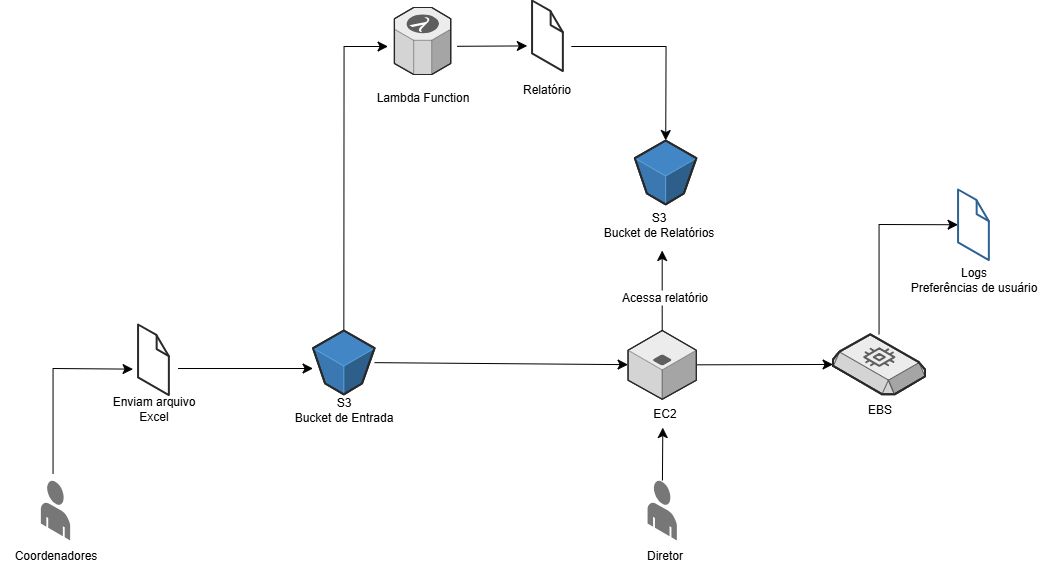 Lambda Function
Relatório
S3
Bucket de Relatórios
Acessa relatório
Logs
Preferências de usuário
Enviam arquivo
Excel
S3
Bucket de Entrada
EC2
EBS
Coordenadores
Diretor